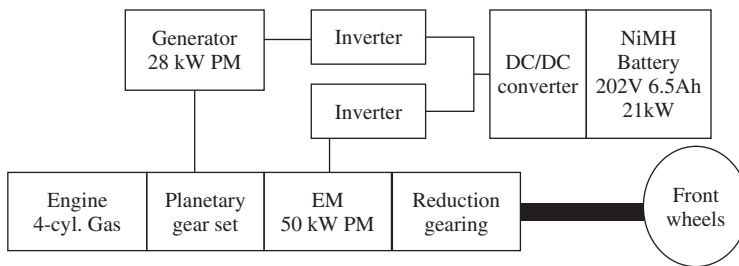 Generator
28 kW PM
Inverter
Inverter
DC/DC
converter
NiMH
Battery
202V 6.5Ah
21kW
Engine
4-cyl. Gas
Planetary
gear set
EM
50 kW PM
Reduction
gearing
Front
wheels